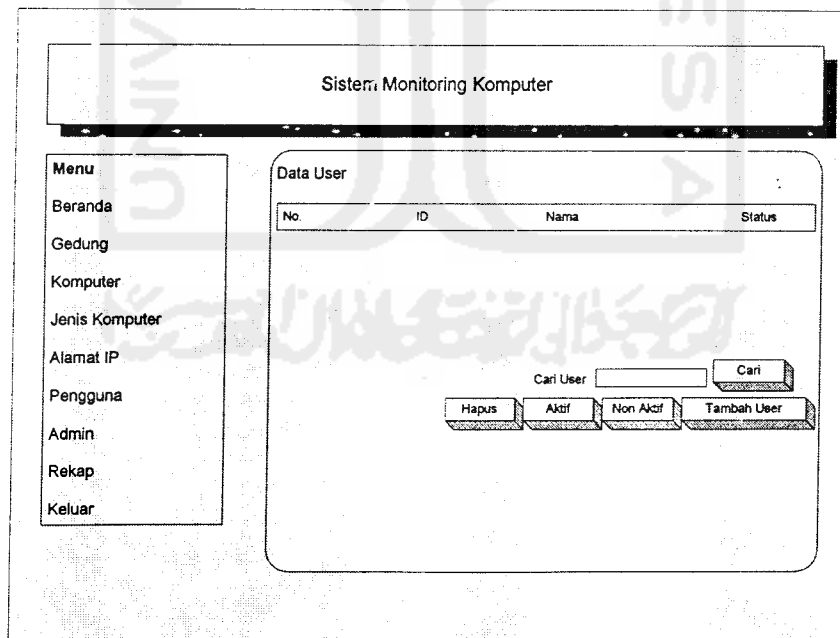 Sistem Monitoring Komputer
Menu
Beranda
Gedung
Komputer
Jenis Komputer
Alamat IP
Pengguna
Admin
Rekap
Keluar
Data User
No. ID Nama Status
Cari User Cari
Hapus Aktif Non Aktif Tambah User